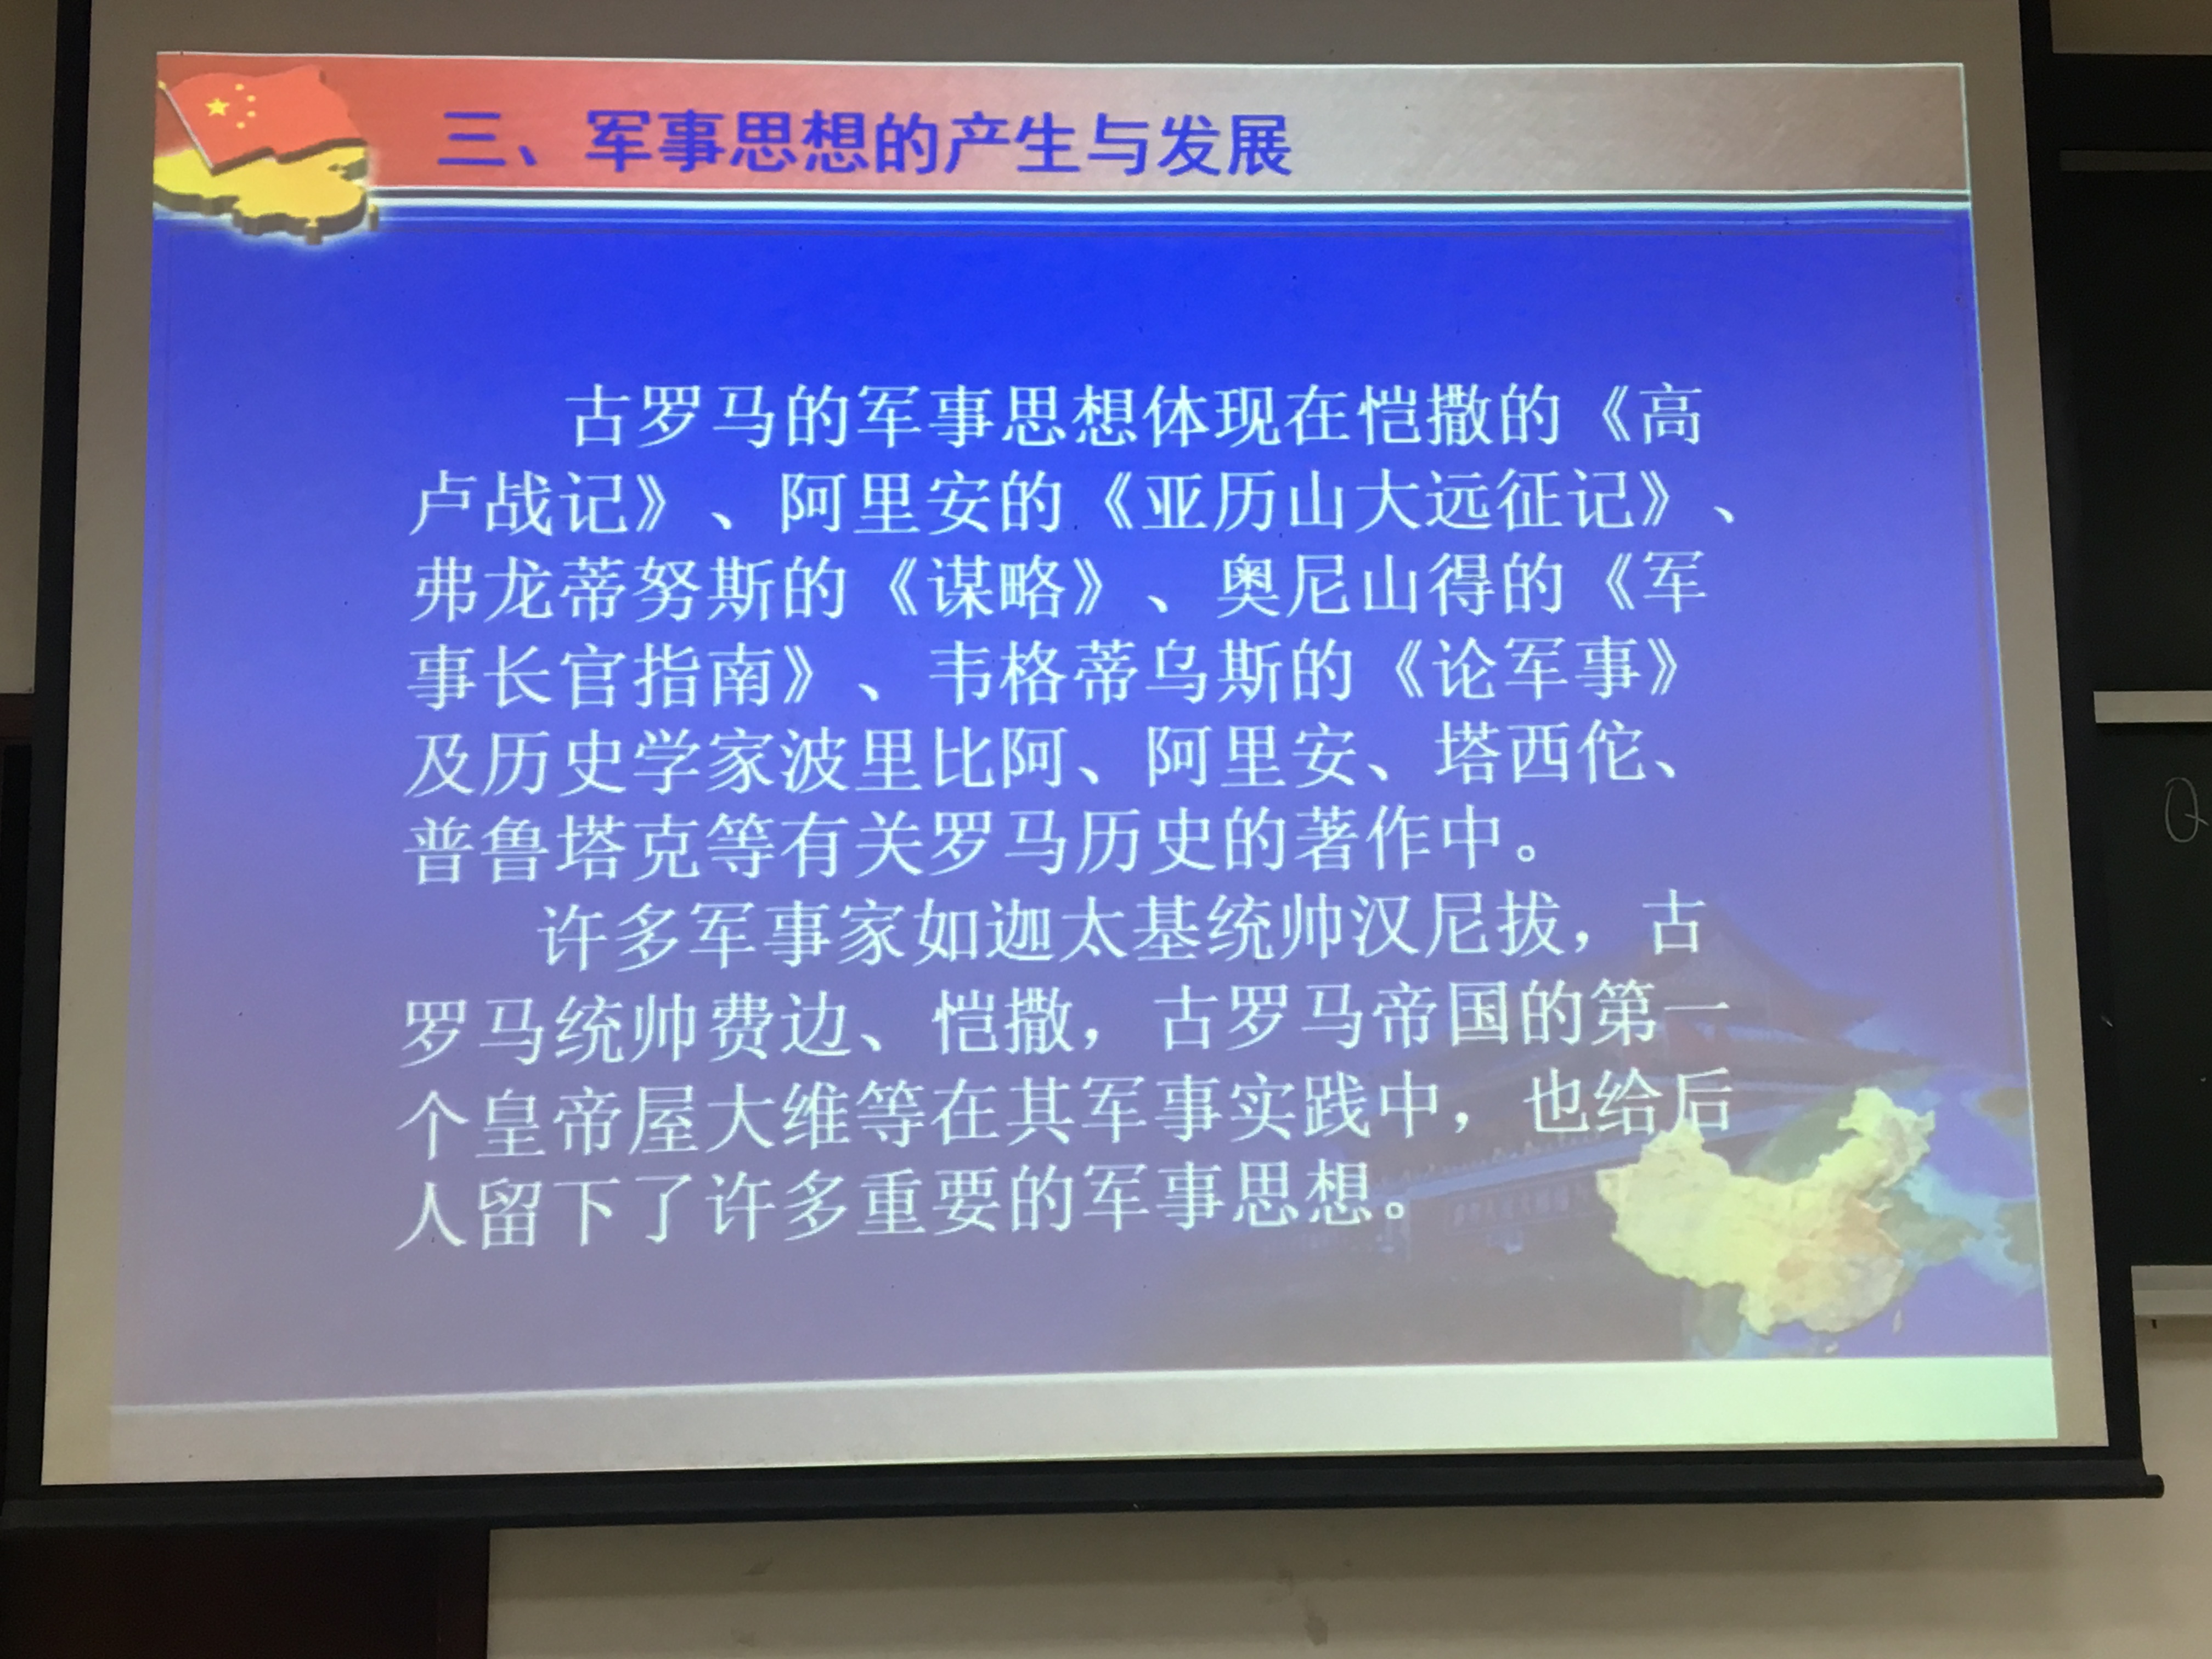 三、军事思想的产生与发展
古罗马的军事思想体现在恺撒的《高
卢战记》、阿里安的《亚历山大远征记》、
弗龙蒂努斯的《谋略》、奥尼山得的《军
事长官指南》、韦格蒂乌斯的《论军事》
及历史学家波里比阿、阿里安、塔西佗、
普鲁塔克等有关罗马历史的著作中。
许多军事家如迦太基统帅汉尼拔，古
罗马统帅费边、恺撒，古罗马帝国的第一
个皇帝屋大维等在其军事实践中，也给后
人留下了许多重要的军事思想。